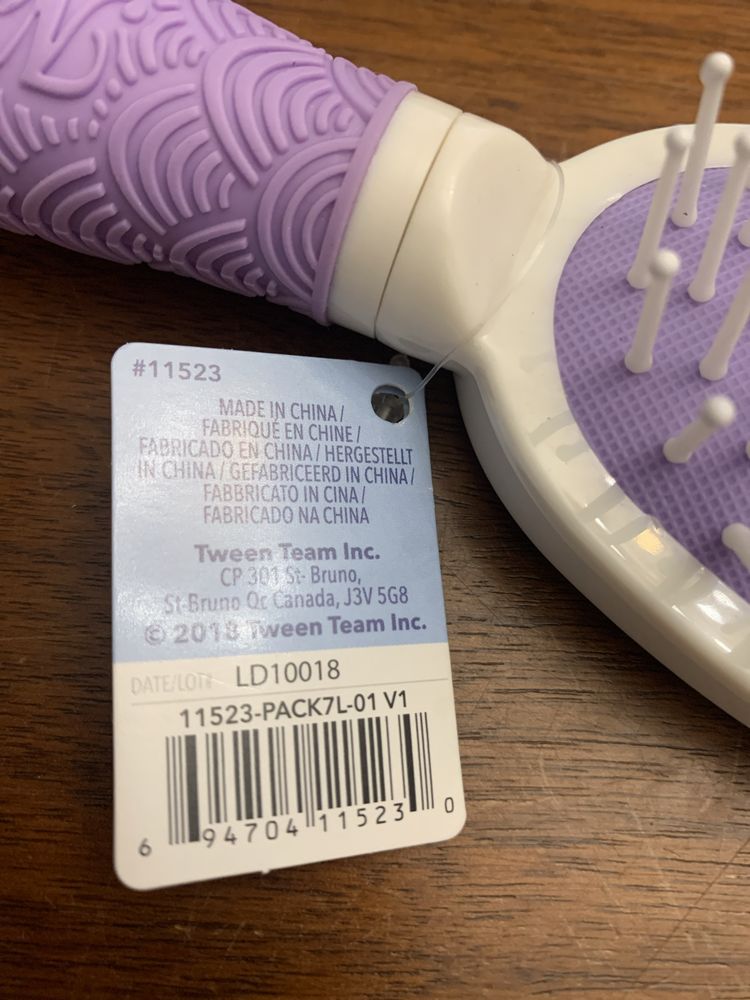 #11523
MADE IN CHINA /
FABRIQUÉ EN CHINE /
FABRICADO EN CHINA / HERGESTELLT
IN CHINA / GEFABRICEERD IN CHINA /
FABBRICATO IN CINA /
FABRICADO NA CHINA
Tween Team Inc.
CP 301 St- Bruno,
St-Bruno Qc Canada, J3V 5G8
© 2018 Tween Team Inc.
DATE/LOT# LD10018
11523-PACK7L-01 V1
6 94704 11523 0